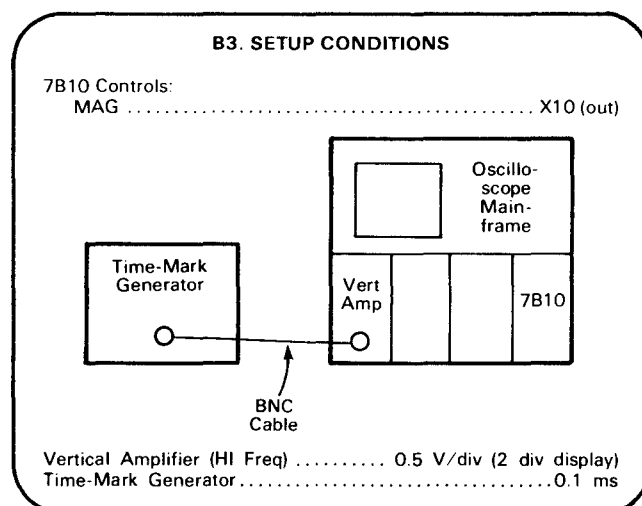 B3. SETUP CONDITIONS
7B10 Controls:
MAG ................................................ X10 (out)
Oscillo-
scope
Main-
frame
Time-Mark
Generator
Vert
Amp
7B10
BNC
Cable
Vertical Amplifier (HI Freq) .......... 0.5 V/div (2 div display)
Time-Mark Generator ...................................... 0.1 ms